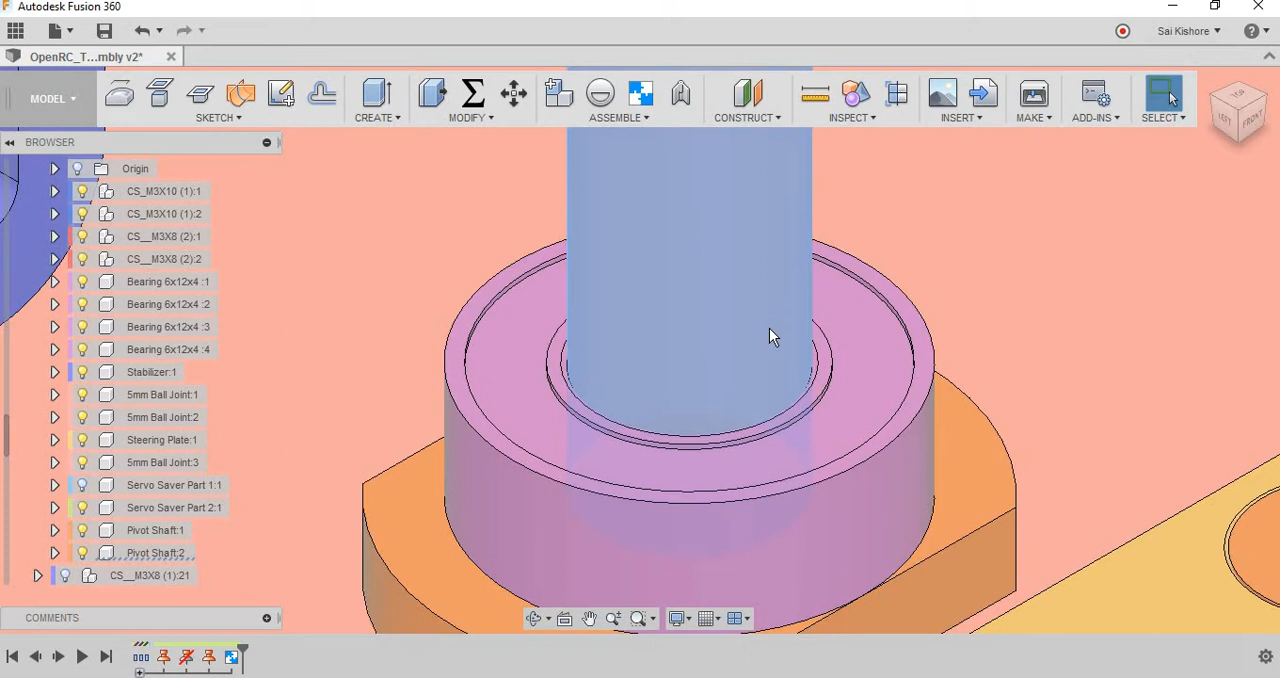 Autodesk Fusion 360
Sai Kishore
OpenRC_T...mbly v2*
MODEL
SKETCH
CREATE
MODIFY
ASSEMBLE
CONSTRUCT
INSPECT
INSERT
MAKE
ADD-INS
SELECT
TOP
LEFT
FRONT
BROWSER
Origin
CS_M3X10 (1):1
CS_M3X10 (1):2
CS__M3X8 (2):1
CS__M3X8 (2):2
Bearing 6x12x4 :1
Bearing 6x12x4 :2
Bearing 6x12x4 :3
Bearing 6x12x4 :4
Stabilizer:1
5mm Ball Joint:1
5mm Ball Joint:2
Steering Plate:1
5mm Ball Joint:3
Servo Saver Part 1:1
Servo Saver Part 2:1
Pivot Shaft:1
Pivot Shaft:2
CS__M3X8 (1):21
COMMENTS